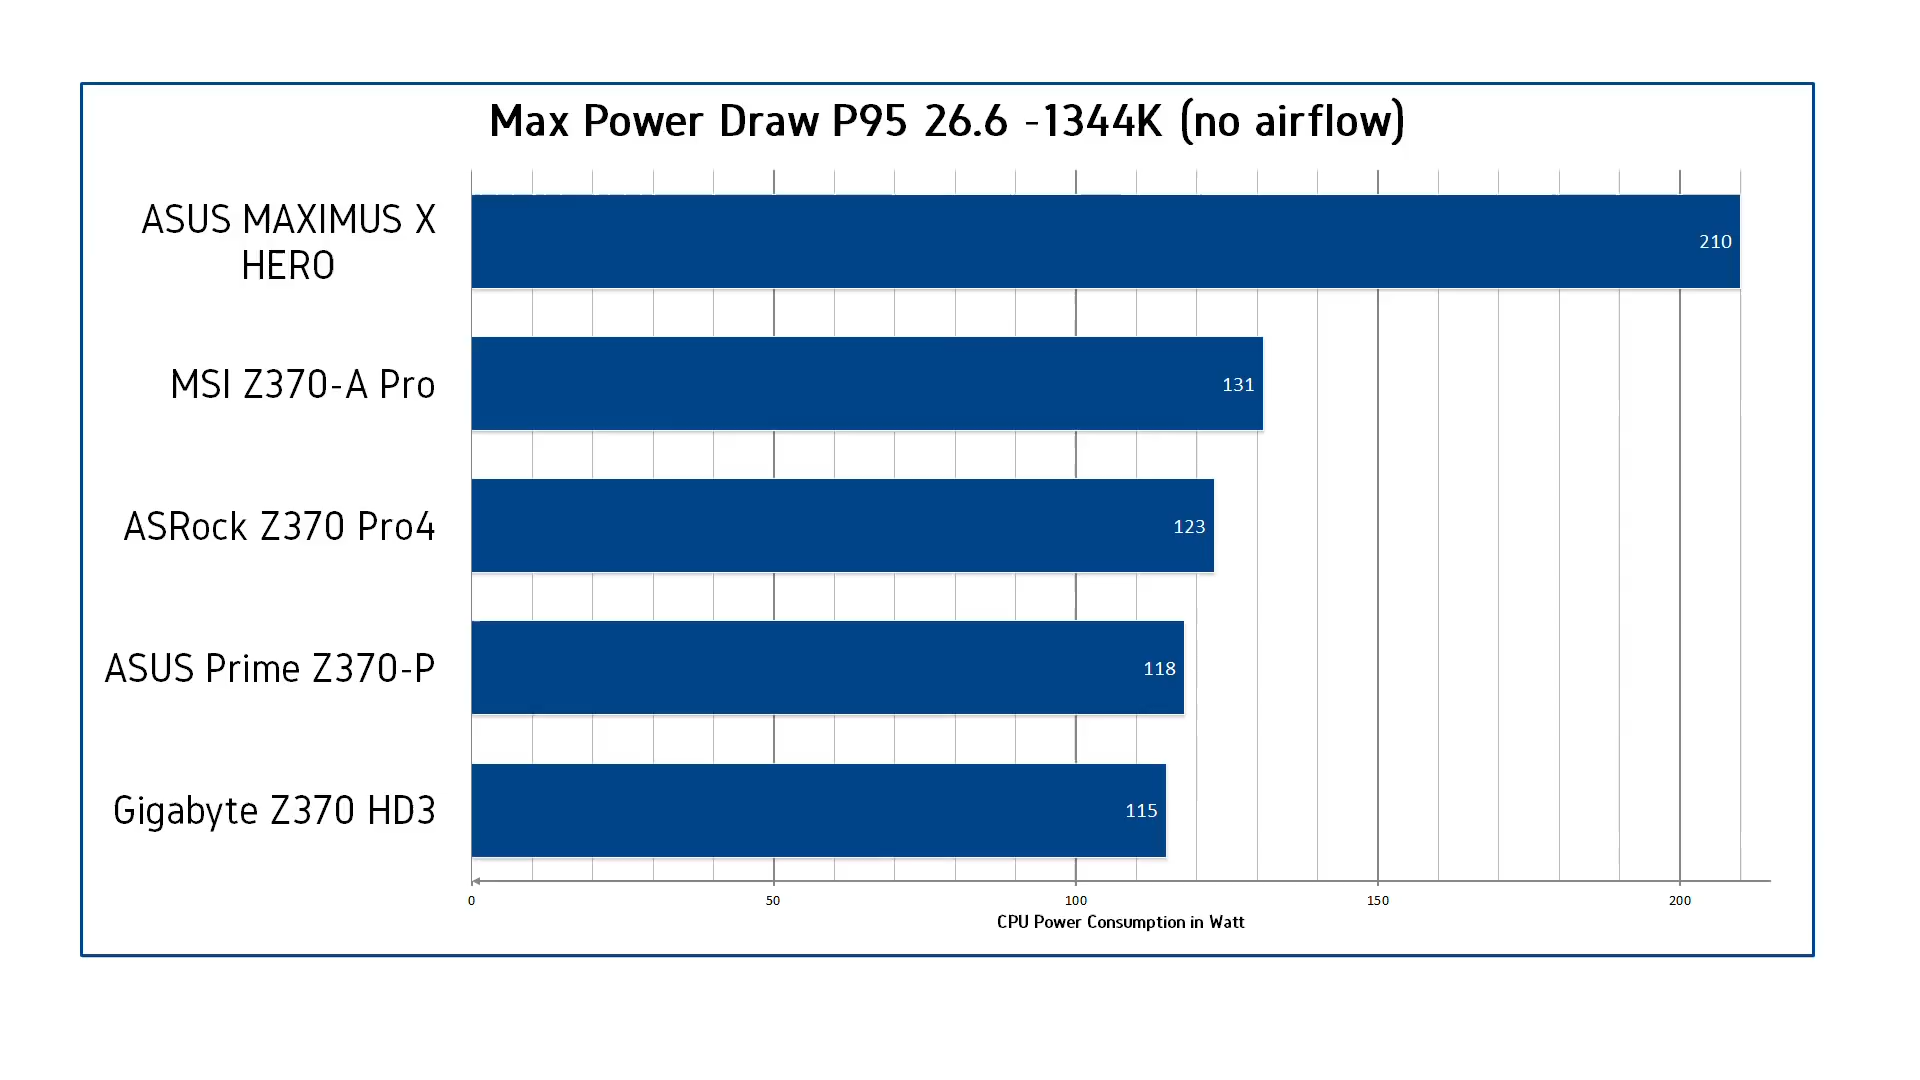 Max Power Draw P95 26.6 -1344K (no airflow)
ASUS MAXIMUS X
HERO
210
MSI Z370-A Pro
131
ASRock Z370 Pro4
123
ASUS Prime Z370-P
118
Gigabyte Z370 HD3
115
0 50 100 150 200
CPU Power Consumption in Watt